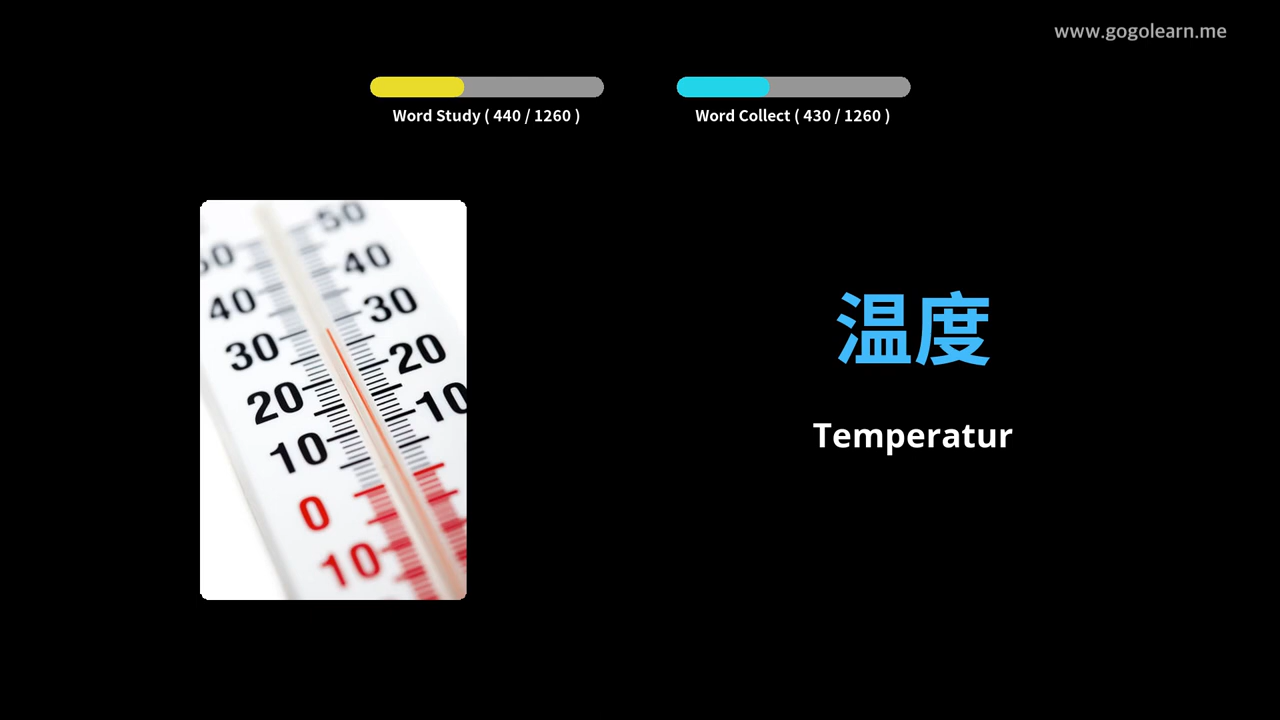 www.gogolearn.me
Word Study ( 440 / 1260 )
Word Collect ( 430 / 1260 )
50
50
40
40
30
30
20
20
10
10
0
10
温度
Temperatur